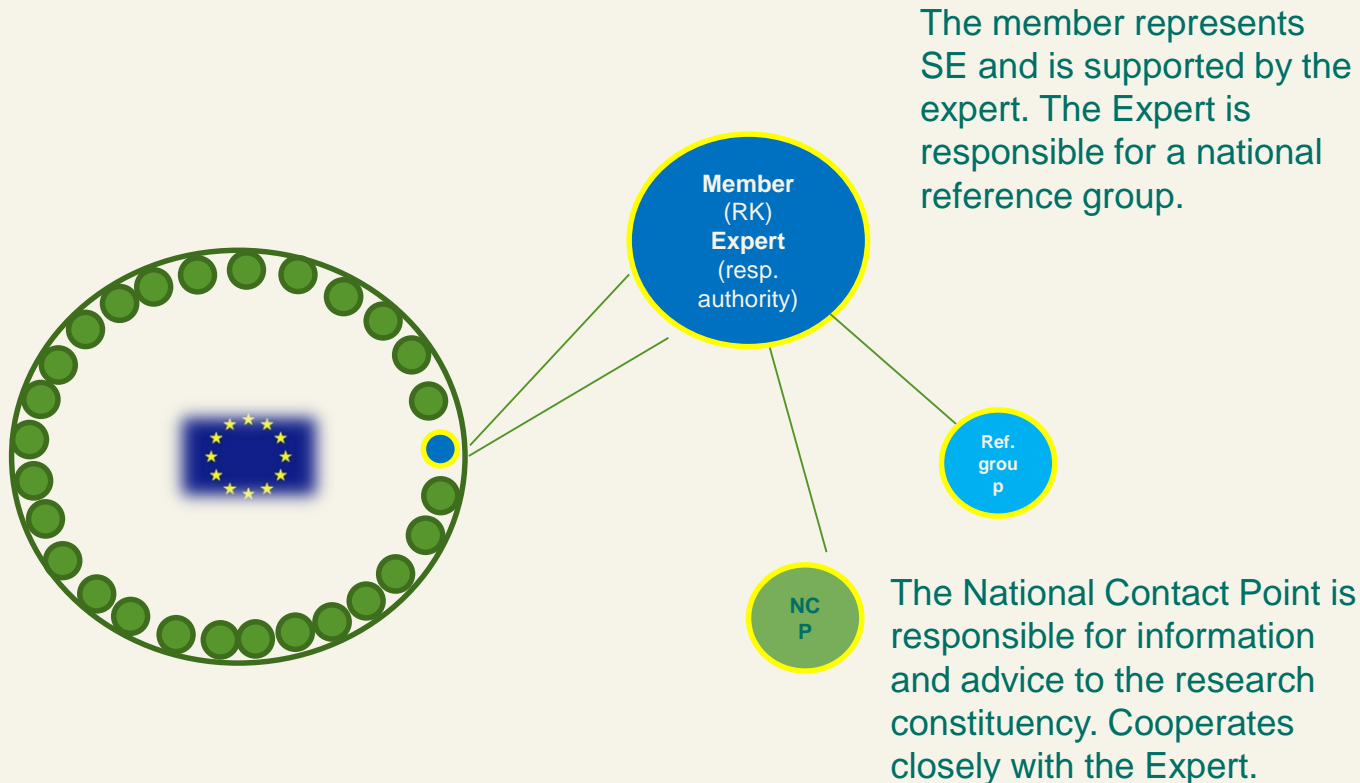 The member represents
SE and is supported by the
expert. The Expert is
responsible for a national
reference group.
Member
(RK)
Expert
(resp.
authority)
Ref.
grou
p
NC
P
The National Contact Point is
responsible for information
and advice to the research
constituency. Cooperates
closely with the Expert.